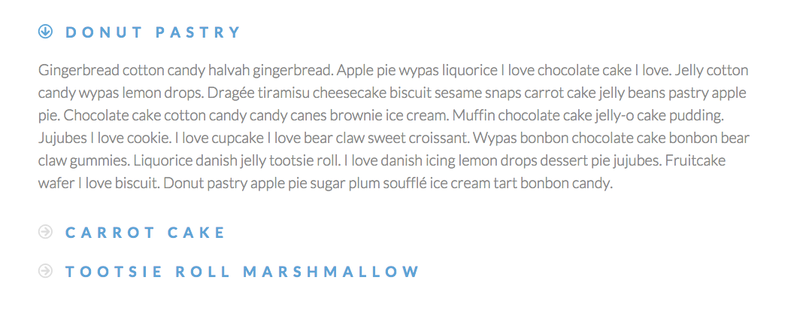 DONUT PASTRY
Gingerbread cotton candy halvah gingerbread. Apple pie wypas liquorice I love chocolate cake I love. Jelly cotton
candy wypas lemon drops. Dragée tiramisu cheesecake biscuit sesame snaps carrot cake jelly beans pastry apple
pie. Chocolate cake cotton candy candy canes brownie ice cream. Muffin chocolate cake jelly-o cake pudding.
Jujubes I love cookie. I love cupcake I love bear claw sweet croissant. Wypas bonbon chocolate cake bonbon bear
claw gummies. Liquorice danish jelly tootsie roll. I love danish icing lemon drops dessert pie jujubes. Fruitcake
wafer I love biscuit. Donut pastry apple pie sugar plum soufflé ice cream tart bonbon candy.
CARROT CAKE
TOOTSIE ROLL MARSHMALLOW